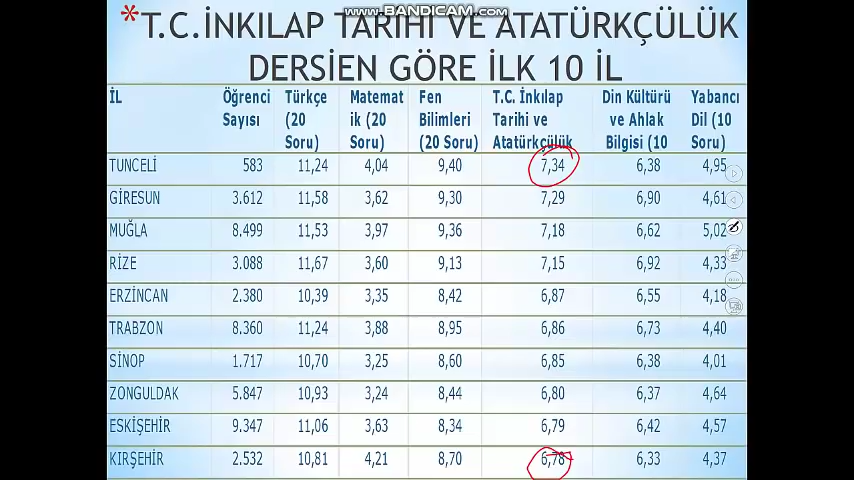 www.BANDICAM.com
*T.C.İNKILAP TARİHİ VE ATATÜRKÇÜLÜK
DERSİEN GÖRE İLK 10 İL
İL Öğrenci Sayısı Türkçe (20 Soru) Matematik (20 Soru) Fen Bilimleri (20 Soru) T.C. İnkılap Tarihi ve Atatürkçülük Din Kültürü ve Ahlak Bilgisi (10 Yabancı Dil (10 Soru)
TUNCELİ 583 11,24 4,04 9,40 7,34 6,38 4,95
GİRESUN 3.612 11,58 3,62 9,30 7,29 6,90 4,61
MUĞLA 8.499 11,53 3,97 9,36 7,18 6,62 5,02
RİZE 3.088 11,67 3,60 9,13 7,15 6,92 4,33
ERZİNCAN 2.380 10,39 3,35 8,42 6,87 6,55 4,18
TRABZON 8.360 11,24 3,88 8,95 6,86 6,73 4,40
SİNOP 1.717 10,70 3,25 8,60 6,85 6,38 4,01
ZONGULDAK 5.847 10,93 3,24 8,44 6,80 6,37 4,64
ESKİŞEHİR 9.347 11,06 3,63 8,34 6,79 6,42 4,57
KIRŞEHİR 2.532 10,81 4,21 8,70 6,78 6,33 4,37